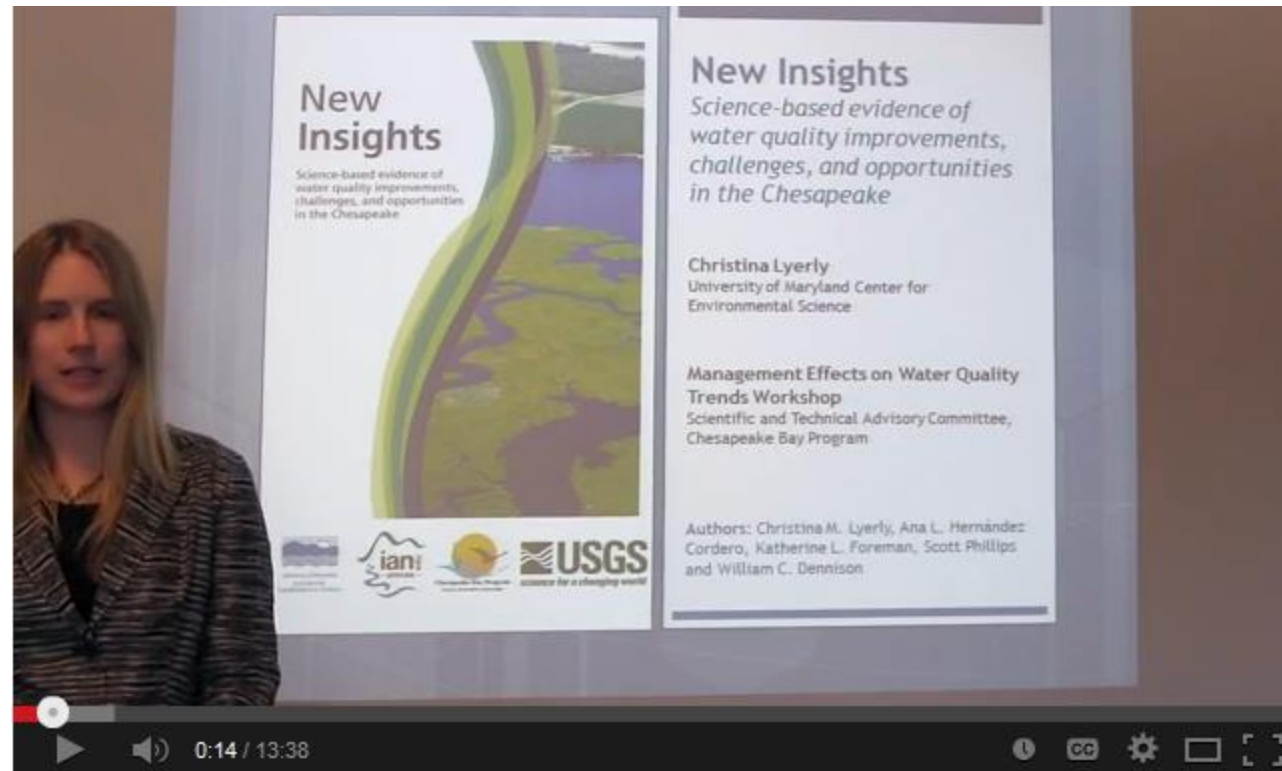 New
Insights
Science-based evidence of
water quality improvements,
challenges, and opportunities
in the Chesapeake
ian
USGS
science for a changing world
New Insights
Science-based evidence of
water quality improvements,
challenges, and opportunities
in the Chesapeake
Christina Lyerly
University of Maryland Center for
Environmental Science
Management Effects on Water Quality
Trends Workshop
Scientific and Technical Advisory Committee,
Chesapeake Bay Program
Authors: Christina M. Lyerly, Ana L. Hernández
Cordero, Katherine L. Foreman, Scott Phillips
and William C. Dennison
0:14 / 13:38
CC